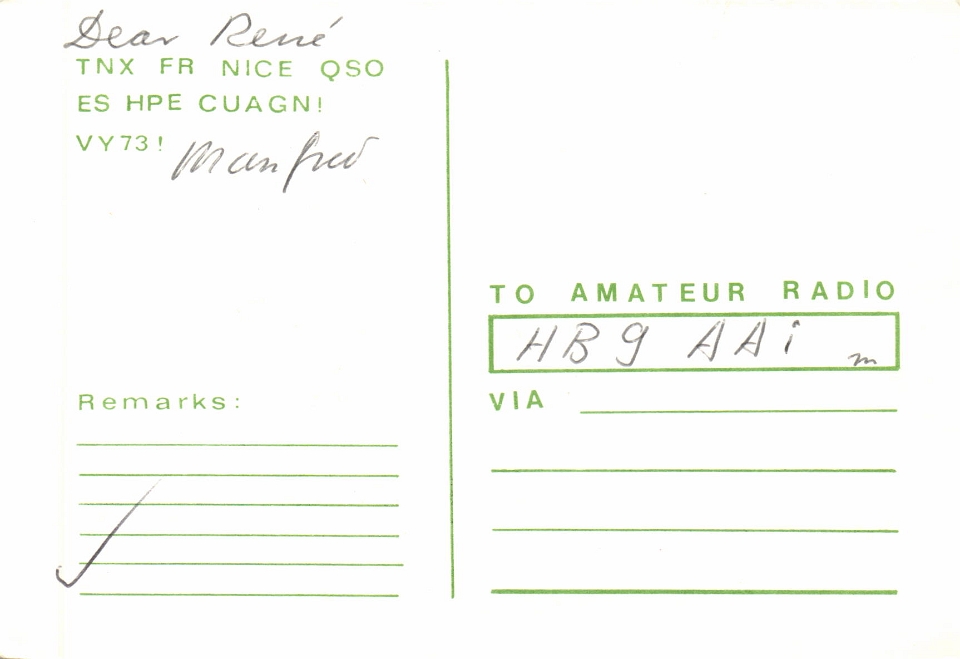 Dear René
TNX FR NICE QSO
ES HPE CUAGN!
VY73!
Manfred
Remarks:
TO AMATEUR RADIO
HB9 AAi m
VIA